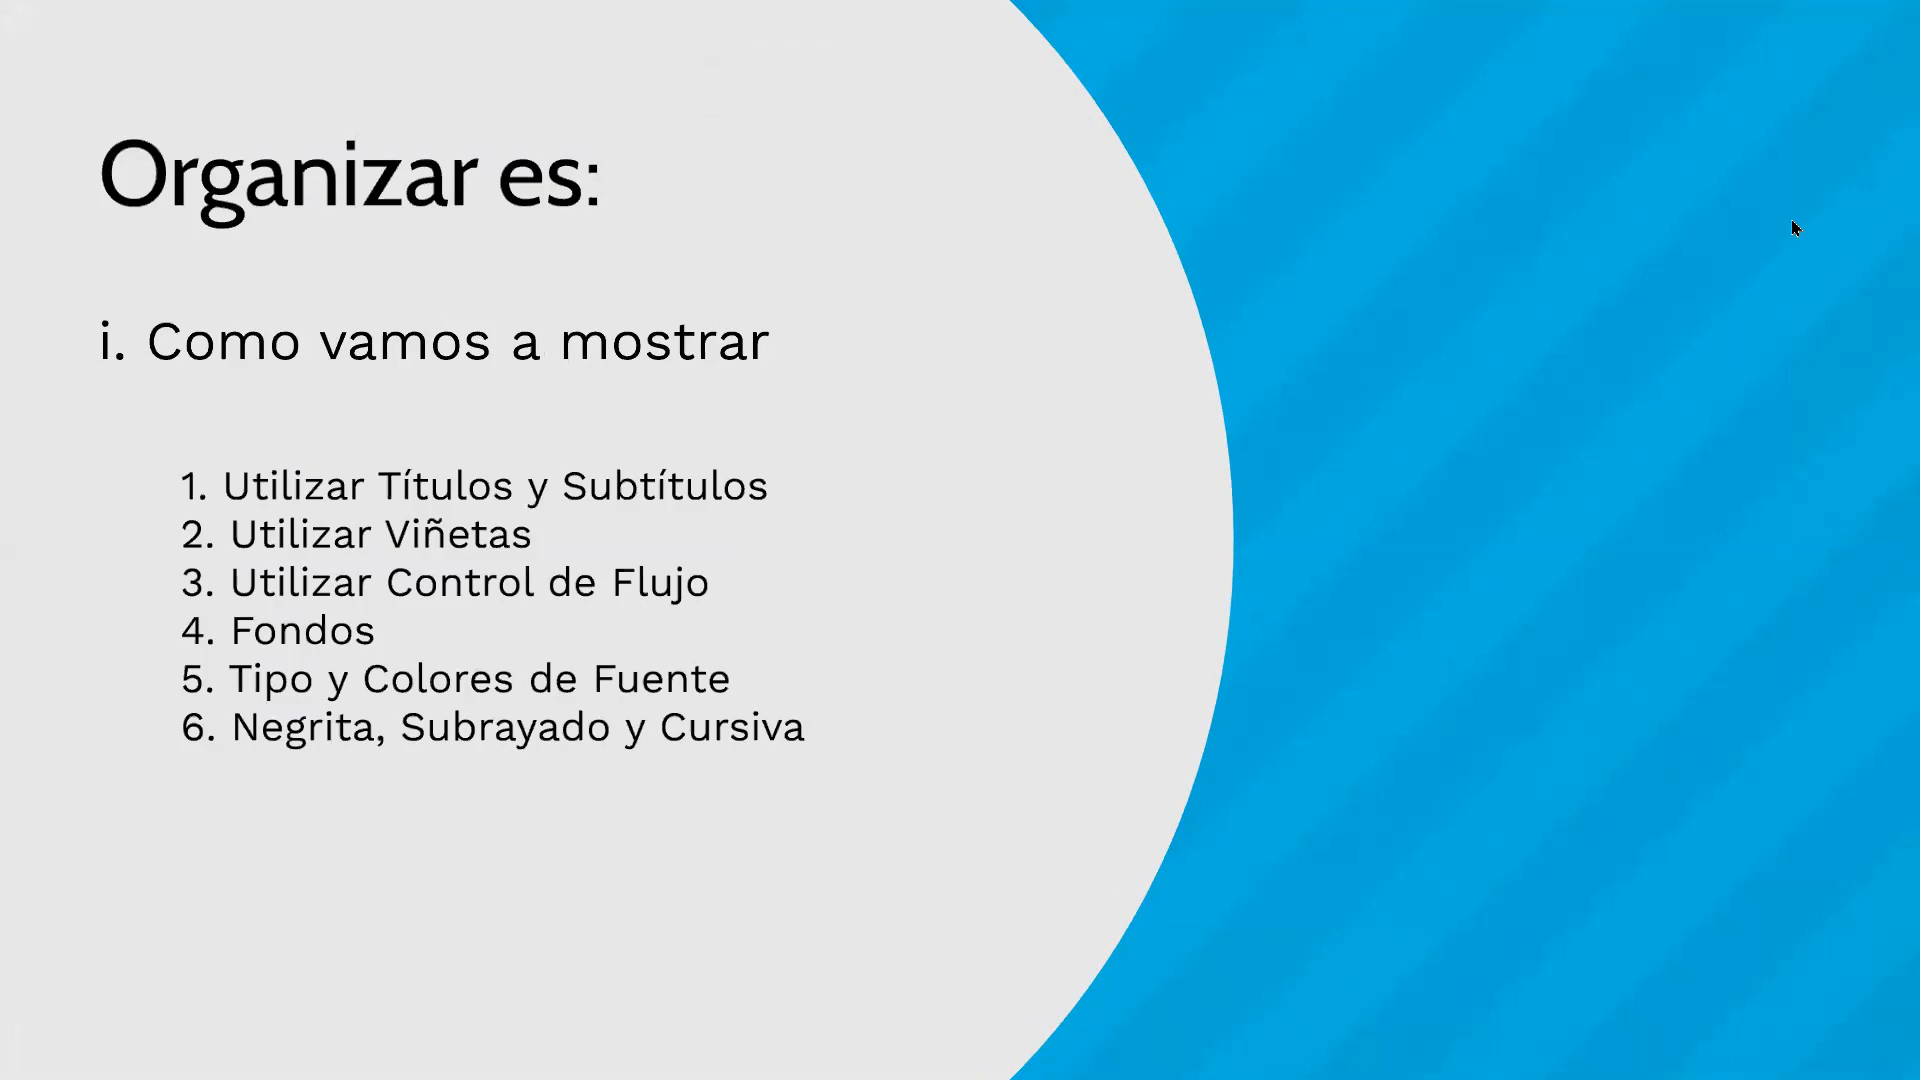 Organizar es:
i. Como vamos a mostrar
1. Utilizar Títulos y Subtítulos
2. Utilizar Viñetas
3. Utilizar Control de Flujo
4. Fondos
5. Tipo y Colores de Fuente
6. Negrita, Subrayado y Cursiva